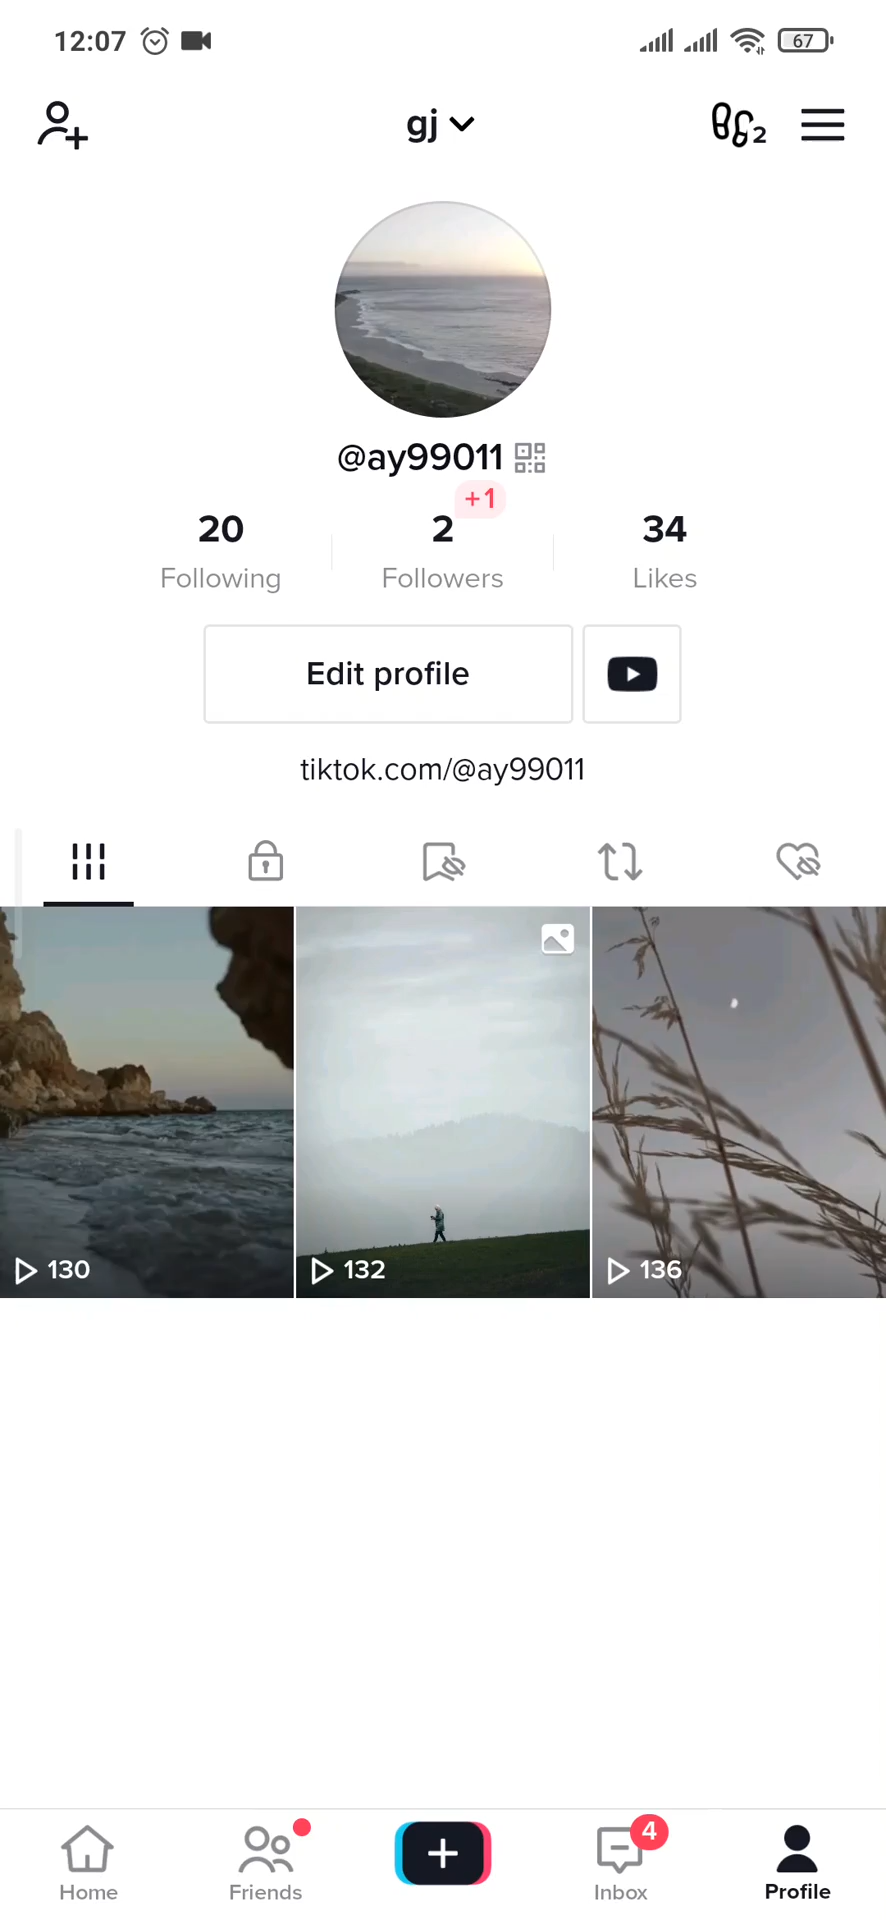 12:07 67
gj 2
@ay99011
+1
20 2 34
Following Followers Likes
Edit profile
tiktok.com/@ay99011
130 132 136
4
Home Friends Inbox Profile